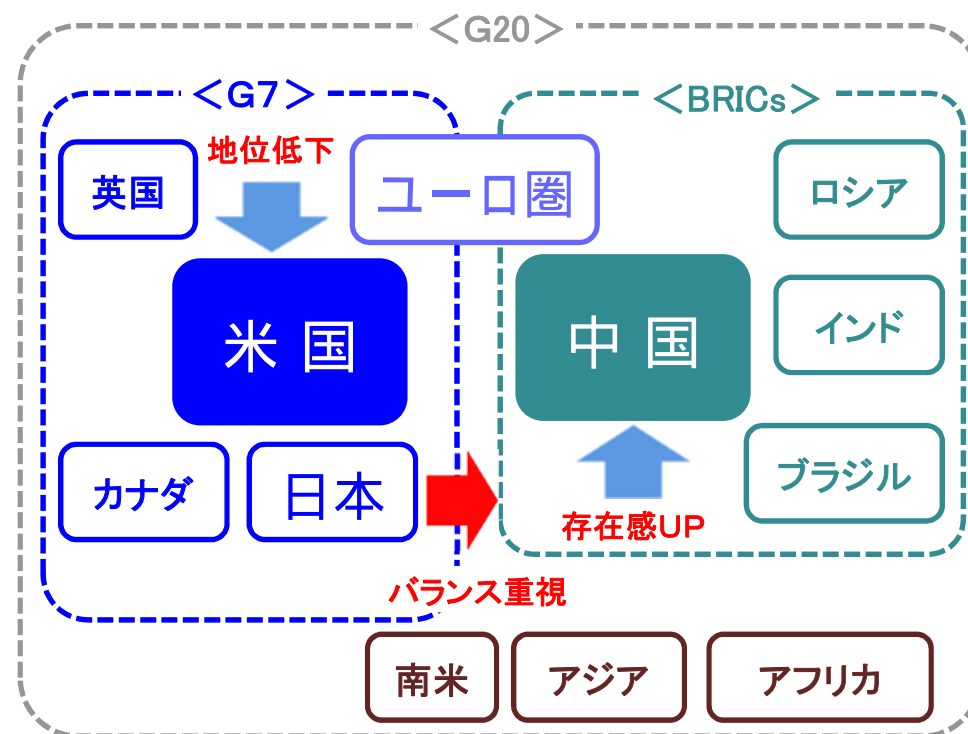 ＜G20＞
＜G7＞
＜BRICs＞
英国
地位低下
ユーロ巻
ロシア
米国
中国
インド
カナダ
日本
ブラジル
存在感UP
バランス重視
南米
アジア
アフリカ